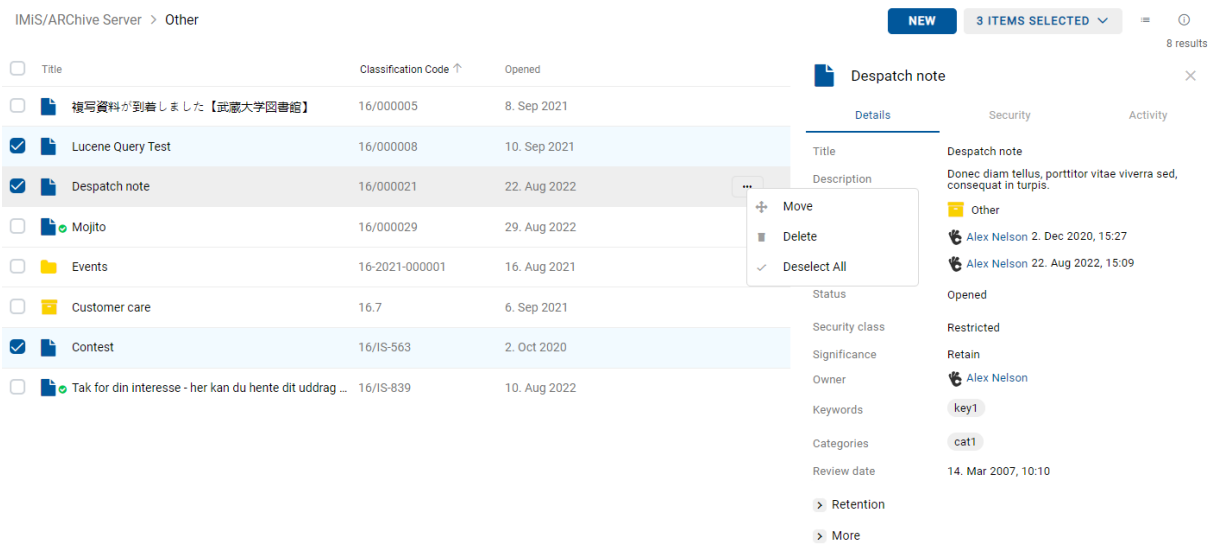 IMiS/ARChive Server > Other
NEW
3 ITEMS SELECTED
8 results
Title Classification Code Opened
複写資料が到着しました【武蔵大学図書館】 16/000005 8. Sep 2021
Lucene Query Test 16/000008 10. Sep 2021
Despatch note 16/000021 22. Aug 2022
Mojito 16/000029 29. Aug 2022
Events 16-2021-000001 16. Aug 2021
Customer care 16.7 6. Sep 2021
Contest 16/IS-563 2. Oct 2020
Tak for din interesse - her kan du hente dit uddrag ... 16/IS-839 10. Aug 2022
Move
Delete
Deselect All
Despatch note
Details Security Activity
Title Despatch note
Description Donec diam tellus, porttitor vitae viverra sed,
consequat in turpis.
Other
Alex Nelson 2. Dec 2020, 15:27
Alex Nelson 22. Aug 2022, 15:09
Status Opened
Security class Restricted
Significance Retain
Owner Alex Nelson
Keywords key1
Categories cat1
Review date 14. Mar 2007, 10:10
Retention
More